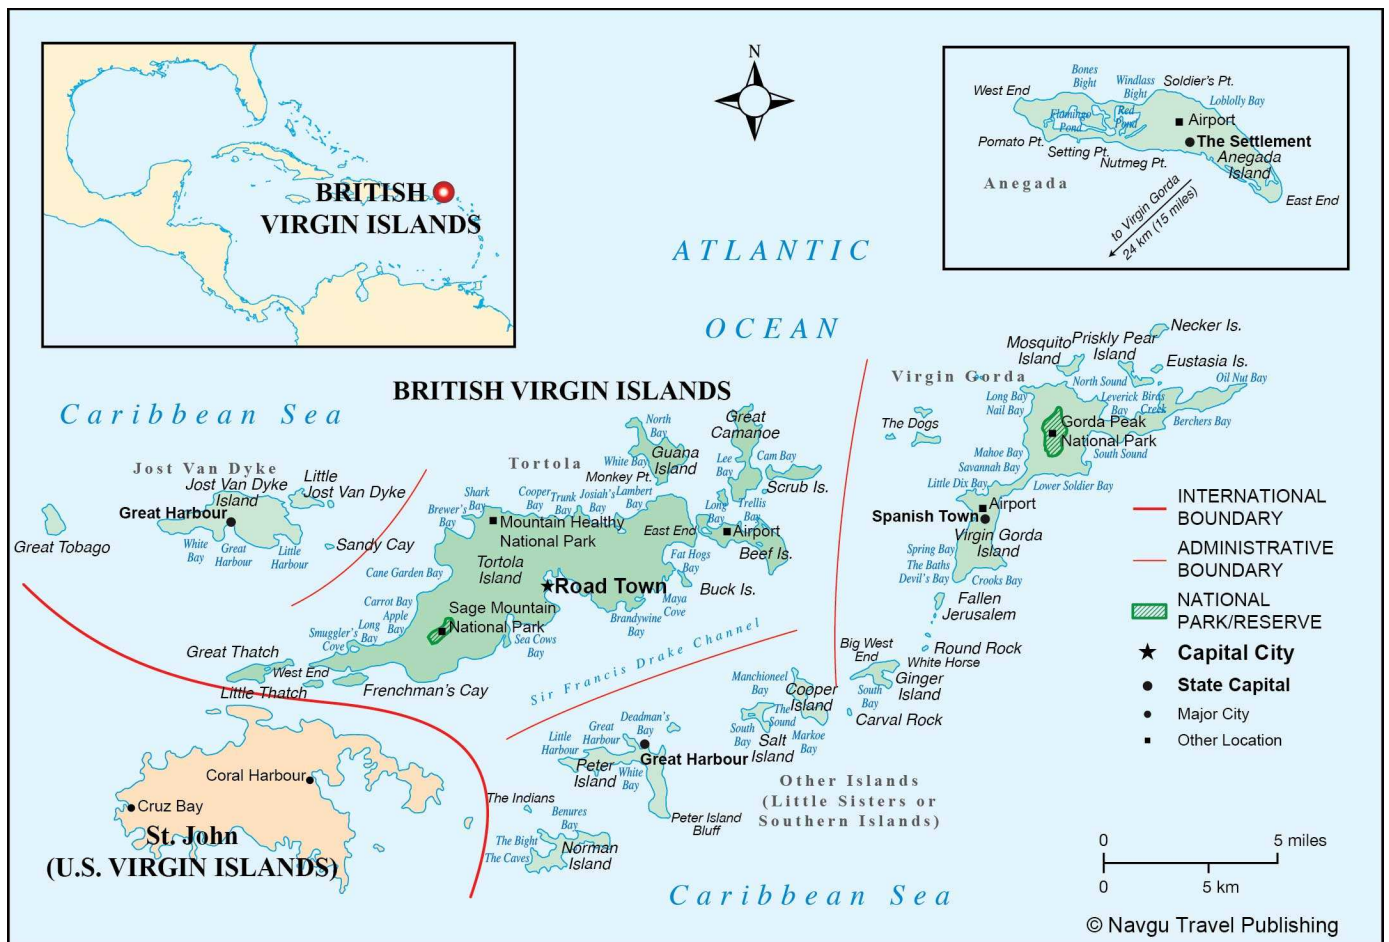 BRITISH
VIRGIN ISLANDS
N
ATLANTIC
OCEAN
Bones
Bight
Windlass
Bight
Soldier's Pt.
West End
Loblolly Bay
Flamingo
Pond
Red
Pond
Airport
Pomato Pt.
Setting Pt.
Nutmeg Pt.
The Settlement
Anegada
Island
Anegada
East End
to Virgin Gorda
24 km (15 miles)
BRITISH VIRGIN ISLANDS
Caribbean Sea
Jost Van Dyke
Jost Van Dyke
Island
Little
Jost Van Dyke
Great Harbour
Great Tobago
White
Bay
Great
Harbour
Little
Harbour
Sandy Cay
Tortola
North
Bay
Great
Camanoe
White Bay
Guana
Island
Monkey Pt.
Lee
Bay
Cam Bay
Scrub Is.
Shark
Bay
Brewer's
Bay
Cooper
Bay
Trunk
Bay
Josiah's
Bay
Lambert
Bay
Long
Bay
Trellis
Bay
Mountain Healthy
National Park
East End
Airport
Beef Is.
Tortola
Island
Fat Hogs
Bay
Cane Garden Bay
Road Town
Buck Is.
Maya
Cove
Carrot Bay
Apple
Bay
Sage Mountain
National Park
Brandywine
Bay
Long
Bay
Smuggler's
Cove
Sea Cows
Bay
Great Thatch
West End
Little Thatch
Frenchman's Cay
Sir Francis Drake Channel
Virgin Gorda
Mosquito
Island
Priskly Pear
Island
Necker Is.
Eustasia Is.
Oil Nut Bay
North Sound
Long Bay
Nail Bay
Leverick
Bay
Biras
Creek
Berchers Bay
The Dogs
Gorda Peak
National Park
Mahoe Bay
Savannah Bay
South Sound
Little Dix Bay
Lower Soldier Bay
Airport
Spanish Town
Virgin Gorda
Island
Spring Bay
The Baths
Devil's Bay
Crooks Bay
Fallen
Jerusalem
Round Rock
Big West
End
White Horse
Ginger
Island
South
Bay
Carval Rock
Manchioneel
Bay
Cooper
Island
The
Sound
South
Bay
Salt
Island
Markoe
Bay
Deadman's
Bay
Great
Harbour
Little
Harbour
Great Harbour
Peter
Island
White
Bay
Other Islands
(Little Sisters or
Southern Islands)
Peter Island
Bluff
The Indians
Benures
Bay
The Bight
The Caves
Norman
Island
Coral Harbour
Cruz Bay
St. John
(U.S. VIRGIN ISLANDS)
Caribbean Sea
INTERNATIONAL
BOUNDARY
ADMINISTRATIVE
BOUNDARY
NATIONAL
PARK/RESERVE
Capital City
State Capital
Major City
Other Location
0 5 miles
0 5 km
© Navgu Travel Publishing